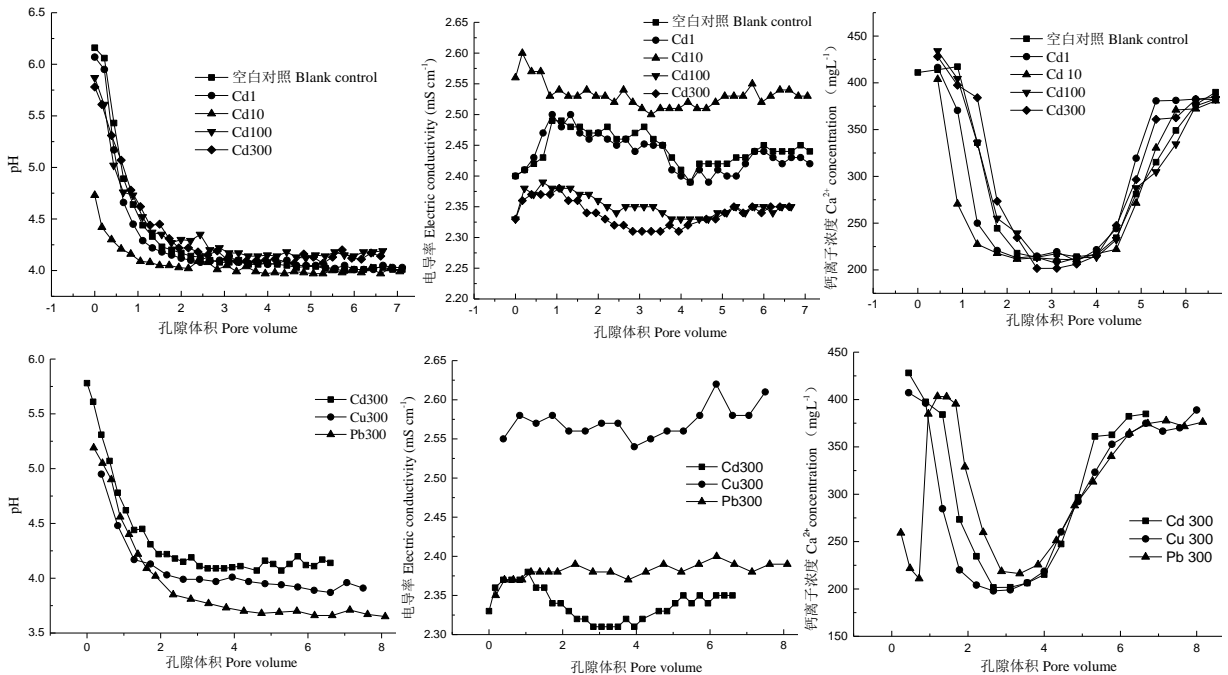 6.5
6.0
5.5
5.0
4.5
4.0
pH
-1 0 1 2 3 4 5 6 7
孔隙体积 Pore volume
空白对照 Blank control
Cd1
Cd10
Cd100
Cd300
2.65
2.60
2.55
2.50
2.45
2.40
2.35
2.30
2.25
2.20
电导率 Electric conductivity (mS cm⁻¹)
0 1 2 3 4 5 6 7
孔隙体积 Pore volume
空白对照 Blank control
Cd1
Cd10
Cd100
Cd300
450
400
350
300
250
200
钙离子浓度 Ca²⁺ concentration （mgL⁻¹）
-1 0 1 2 3 4 5 6
孔隙体积 Pore volume
空白对照 Blank control
Cd1
Cd 10
Cd100
Cd300
6.0
5.5
5.0
4.5
4.0
3.5
pH
0 2 4 6 8
孔隙体积 Pore volume
Cd300
Cu300
Pb300
2.65
2.60
2.55
2.50
2.45
2.40
2.35
2.30
电导率 Electric conductivity (mS cm⁻¹)
0 2 4 6 8
孔隙体积 Pore volume
Cd300
Cu300
Pb300
450
400
350
300
250
200
150
钙离子浓度 Ca²⁺ concentration （mgL⁻¹）
0 2 4 6 8
孔隙体积 Pore volume
Cd 300
Cu 300
Pb 300